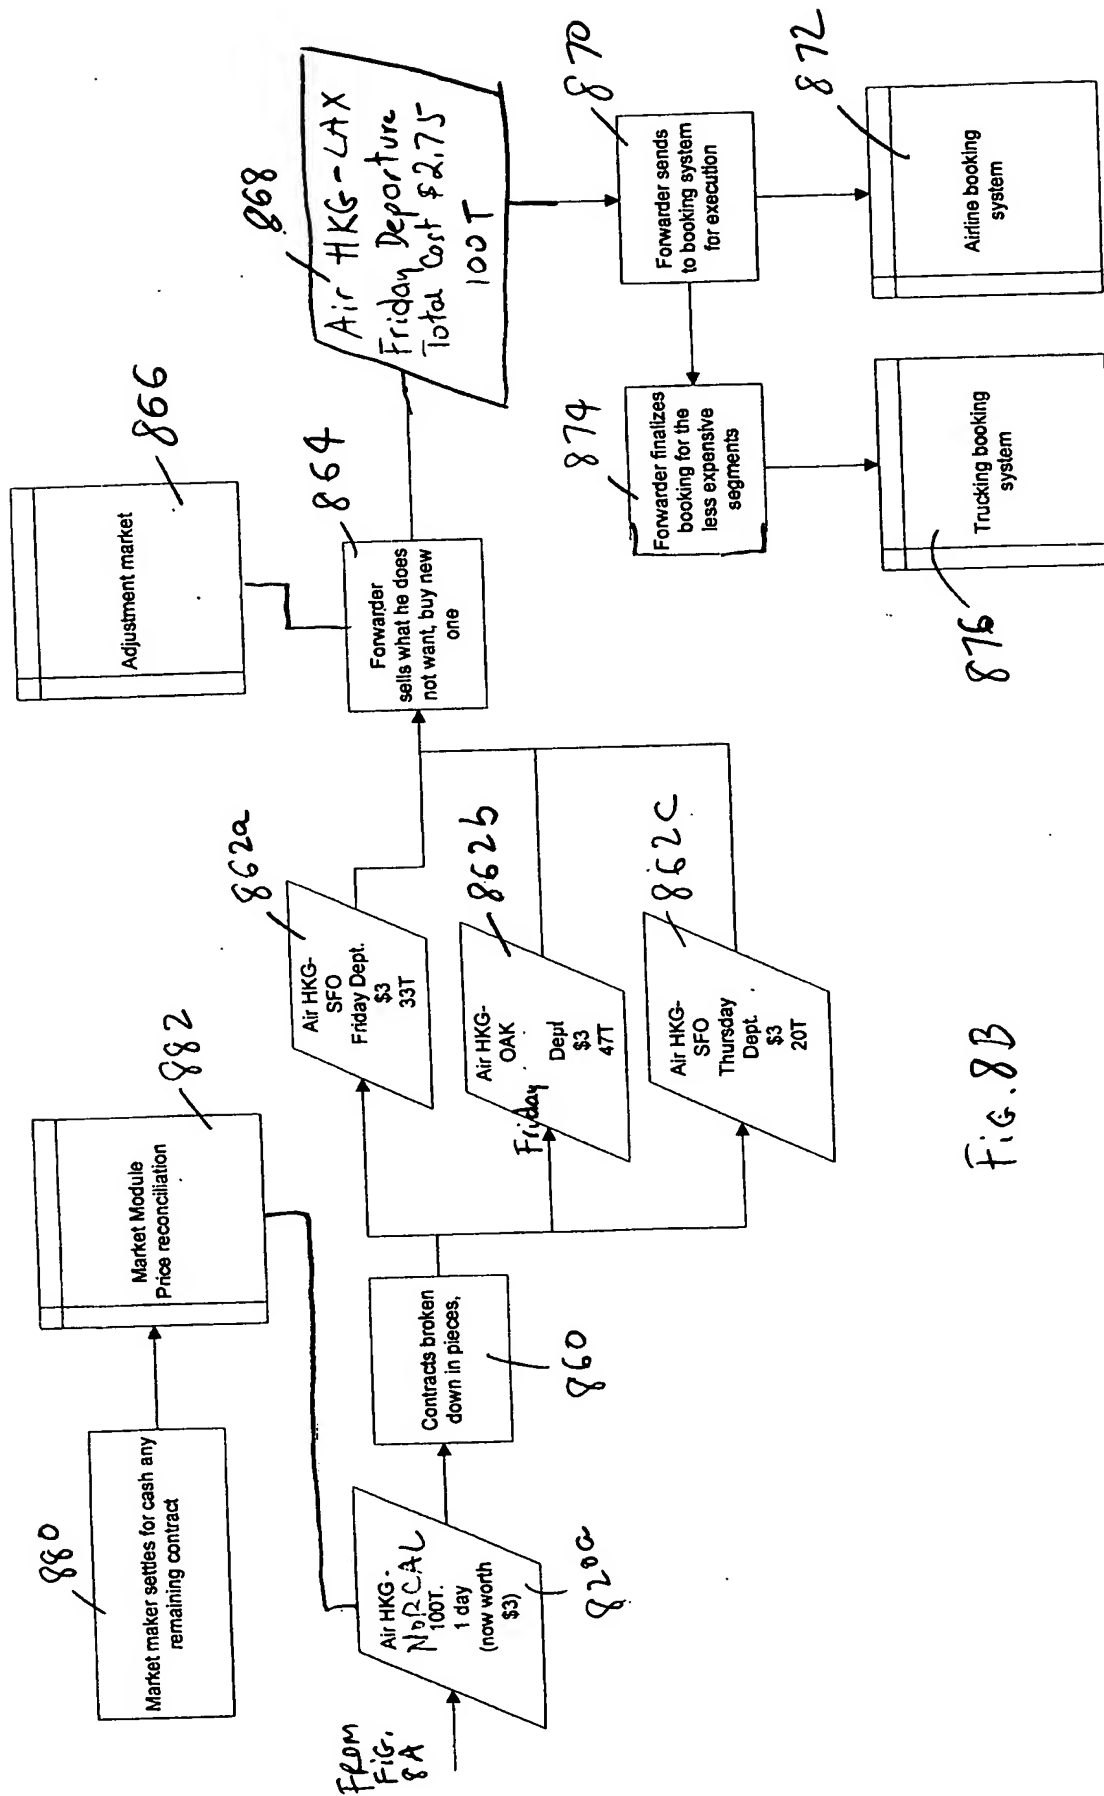 880
Market maker settles for cash any
remaining contract
882
Market Module
Price reconciliation
FROM
FIG.
8A
Air HKG -
NORCAL
100T.
1 day
(now worth
$3)
820a
Contracts broken
down in pieces,
860
862a
Air HKG-
SFO
Friday Dept.
$3
33T
862b
Air HKG-
OAK
Friday Dept
$3
47T
862c
Air HKG-
SFO
Thursday
Dept.
$3
20T
866
Adjustment market
864
Forwarder
sells what he does
not want, buy new
one
868
Air HKG-LAX
Friday Departure
Total Cost $2.75
100T
870
Forwarder sends
to booking system
for execution
872
Airline booking
system
874
Forwarder finalizes
booking for the
less expensive
segments
876
Trucking booking
system
FIG. 8B